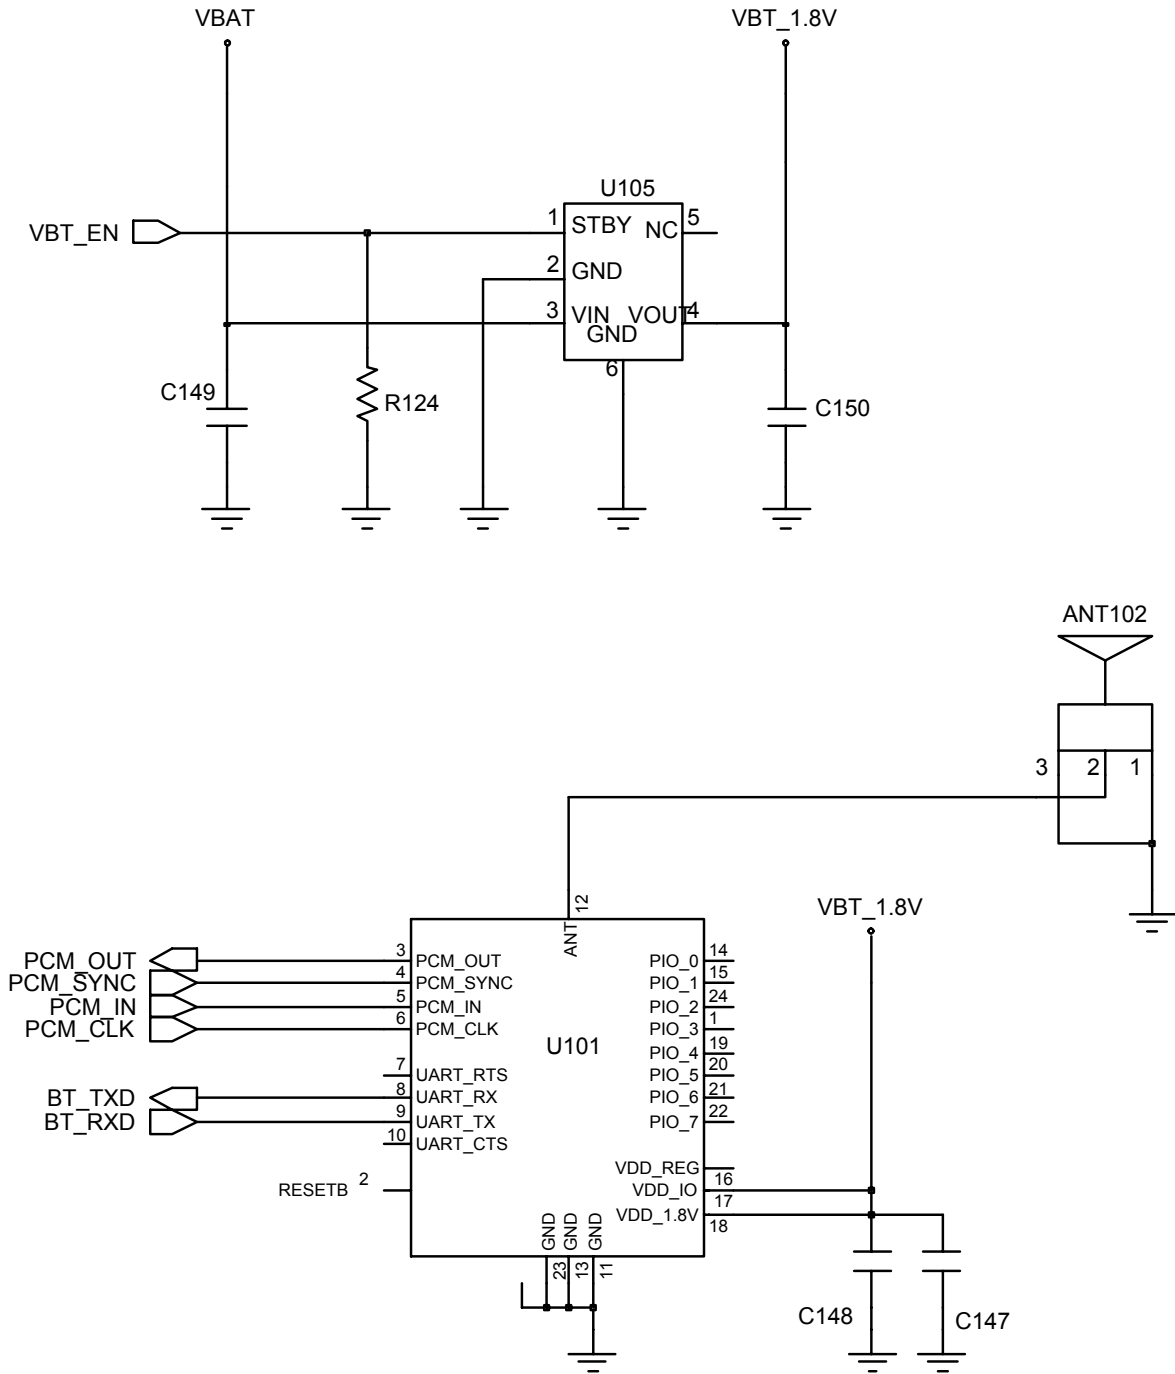 VBAT
VBT_1.8V
U105
VBT_EN
1 STBY NC 5
2 GND
3 VIN VOUT 4
GND
6
C149
R124
C150
ANT102
3 2 1
VBT_1.8V
12
ANT
PCM_OUT 3 PCM_OUT PIO_0 14
PCM_SYNC 4 PCM_SYNC PIO_1 15
PCM_IN 5 PCM_IN PIO_2 24
PCM_CLK 6 PCM_CLK PIO_3 1
U101
PIO_4 19
7 UART_RTS PIO_5 20
BT_TXD 8 UART_RX PIO_6 21
BT_RXD 9 UART_TX PIO_7 22
10 UART_CTS
VDD_REG 16
RESETB 2 VDD_IO 17
VDD_1.8V 18
GND GND GND
23 13 11
C148
C147